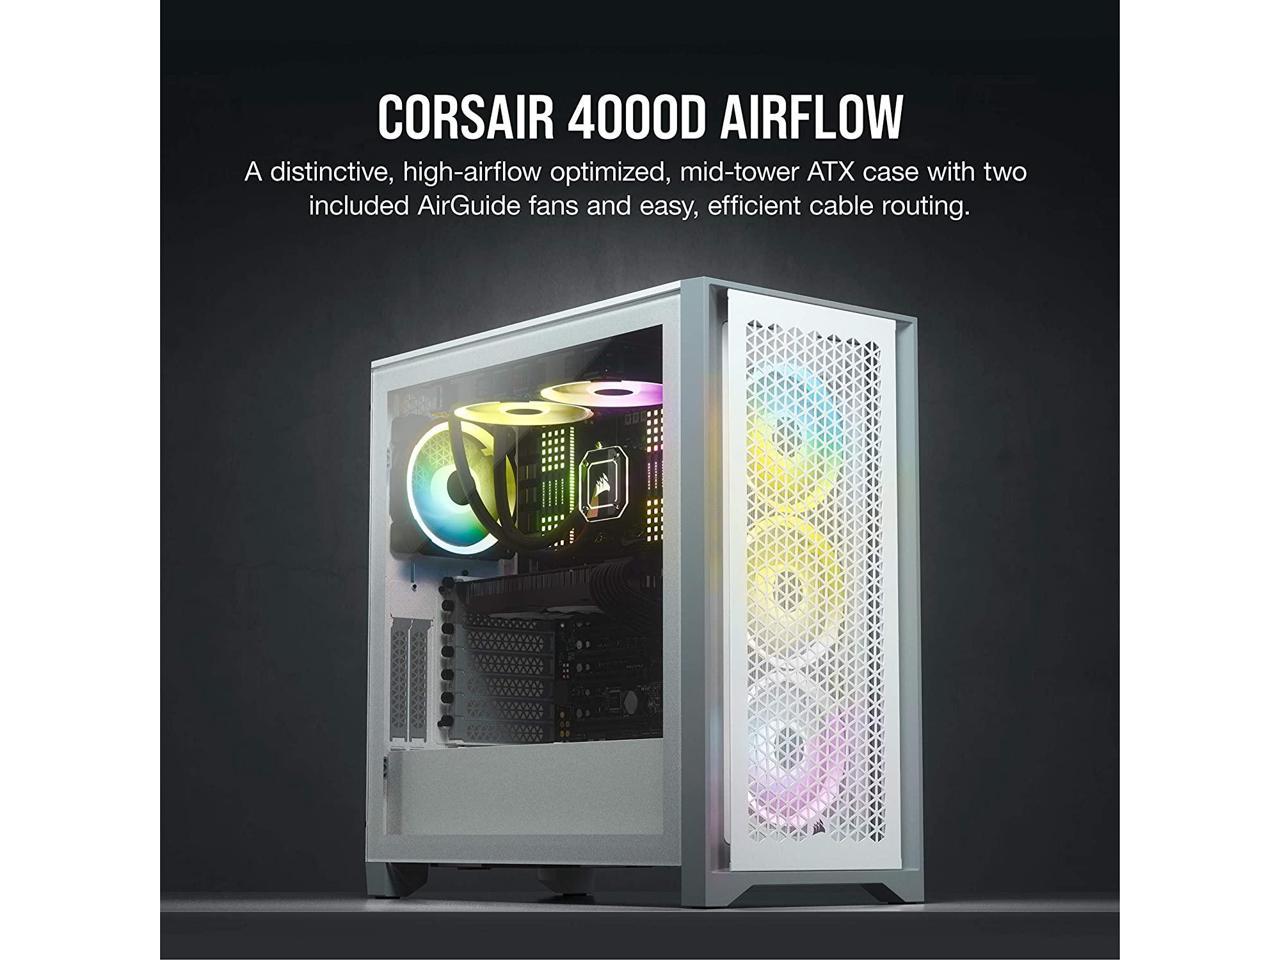 CORSAIR 4000D AIRFLOW
A distinctive, high-airflow optimized, mid-tower ATX case with two
included AirGuide fans and easy, efficient cable routing.